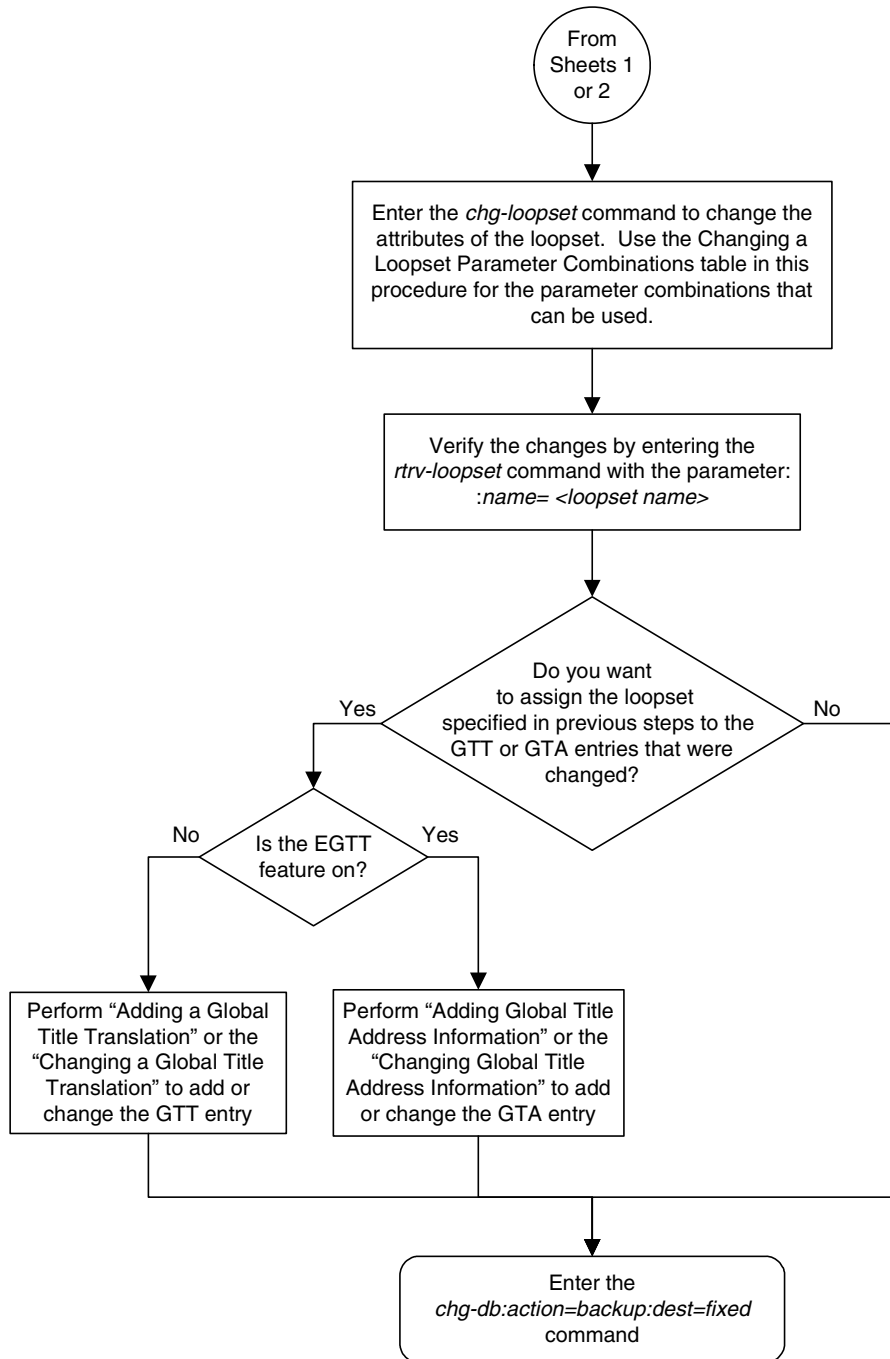 From
Sheets 1
or 2
Enter the chg-loopset command to change the
attributes of the loopset.  Use the Changing a
Loopset Parameter Combinations table in this
procedure for the parameter combinations that
can be used.
Verify the changes by entering the
rtrv-loopset command with the parameter:
:name= <loopset name>
Do you want
to assign the loopset
specified in previous steps to the
GTT or GTA entries that were
changed?
Yes
No
Is the EGTT
feature on?
No
Yes
Perform “Adding a Global
Title Translation” or the
“Changing a Global Title
Translation” to add or
change the GTT entry
Perform “Adding Global Title
Address Information” or the
“Changing Global Title
Address Information” to add
or change the GTA entry
Enter the
chg-db:action=backup:dest=fixed
command